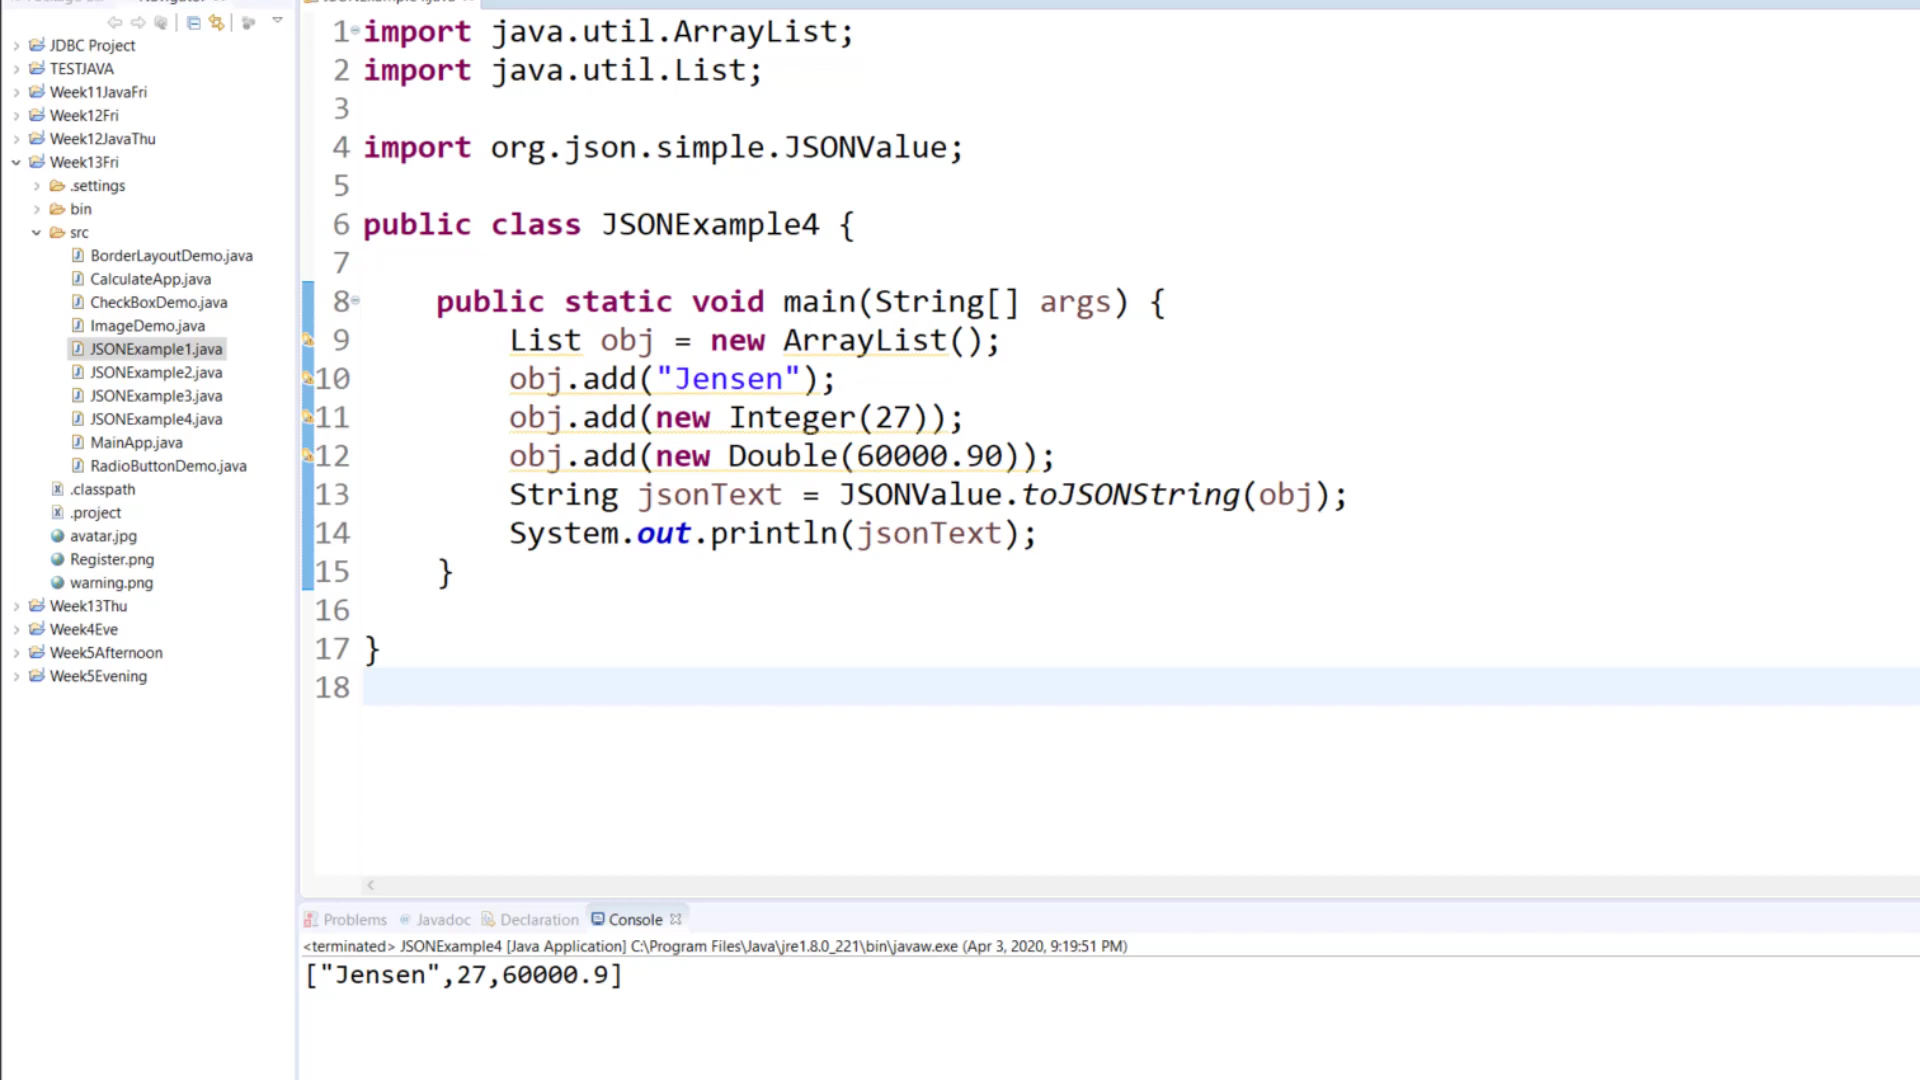 JDBC Project
TESTJAVA
Week11JavaFri
Week12Fri
Week12JavaThu
Week13Fri
.settings
bin
src
BorderLayoutDemo.java
CalculateApp.java
CheckBoxDemo.java
ImageDemo.java
JSONExample1.java
JSONExample2.java
JSONExample3.java
JSONExample4.java
MainApp.java
RadioButtonDemo.java
.classpath
.project
avatar.jpg
Register.png
warning.png
Week13Thu
Week4Eve
Week5Afternoon
Week5Evening
1 import java.util.ArrayList;
2 import java.util.List;
3
4 import org.json.simple.JSONValue;
5
6 public class JSONExample4 {
7
8 public static void main(String[] args) {
9 List obj = new ArrayList();
10 obj.add("Jensen");
11 obj.add(new Integer(27));
12 obj.add(new Double(60000.90));
13 String jsonText = JSONValue.toJSONString(obj);
14 System.out.println(jsonText);
15 }
16
17 }
18
Problems Javadoc Declaration Console
<terminated> JSONExample4 [Java Application] C:\Program Files\Java\jre1.8.0_221\bin\javaw.exe (Apr 3, 2020, 9:19:51 PM)
["Jensen",27,60000.9]